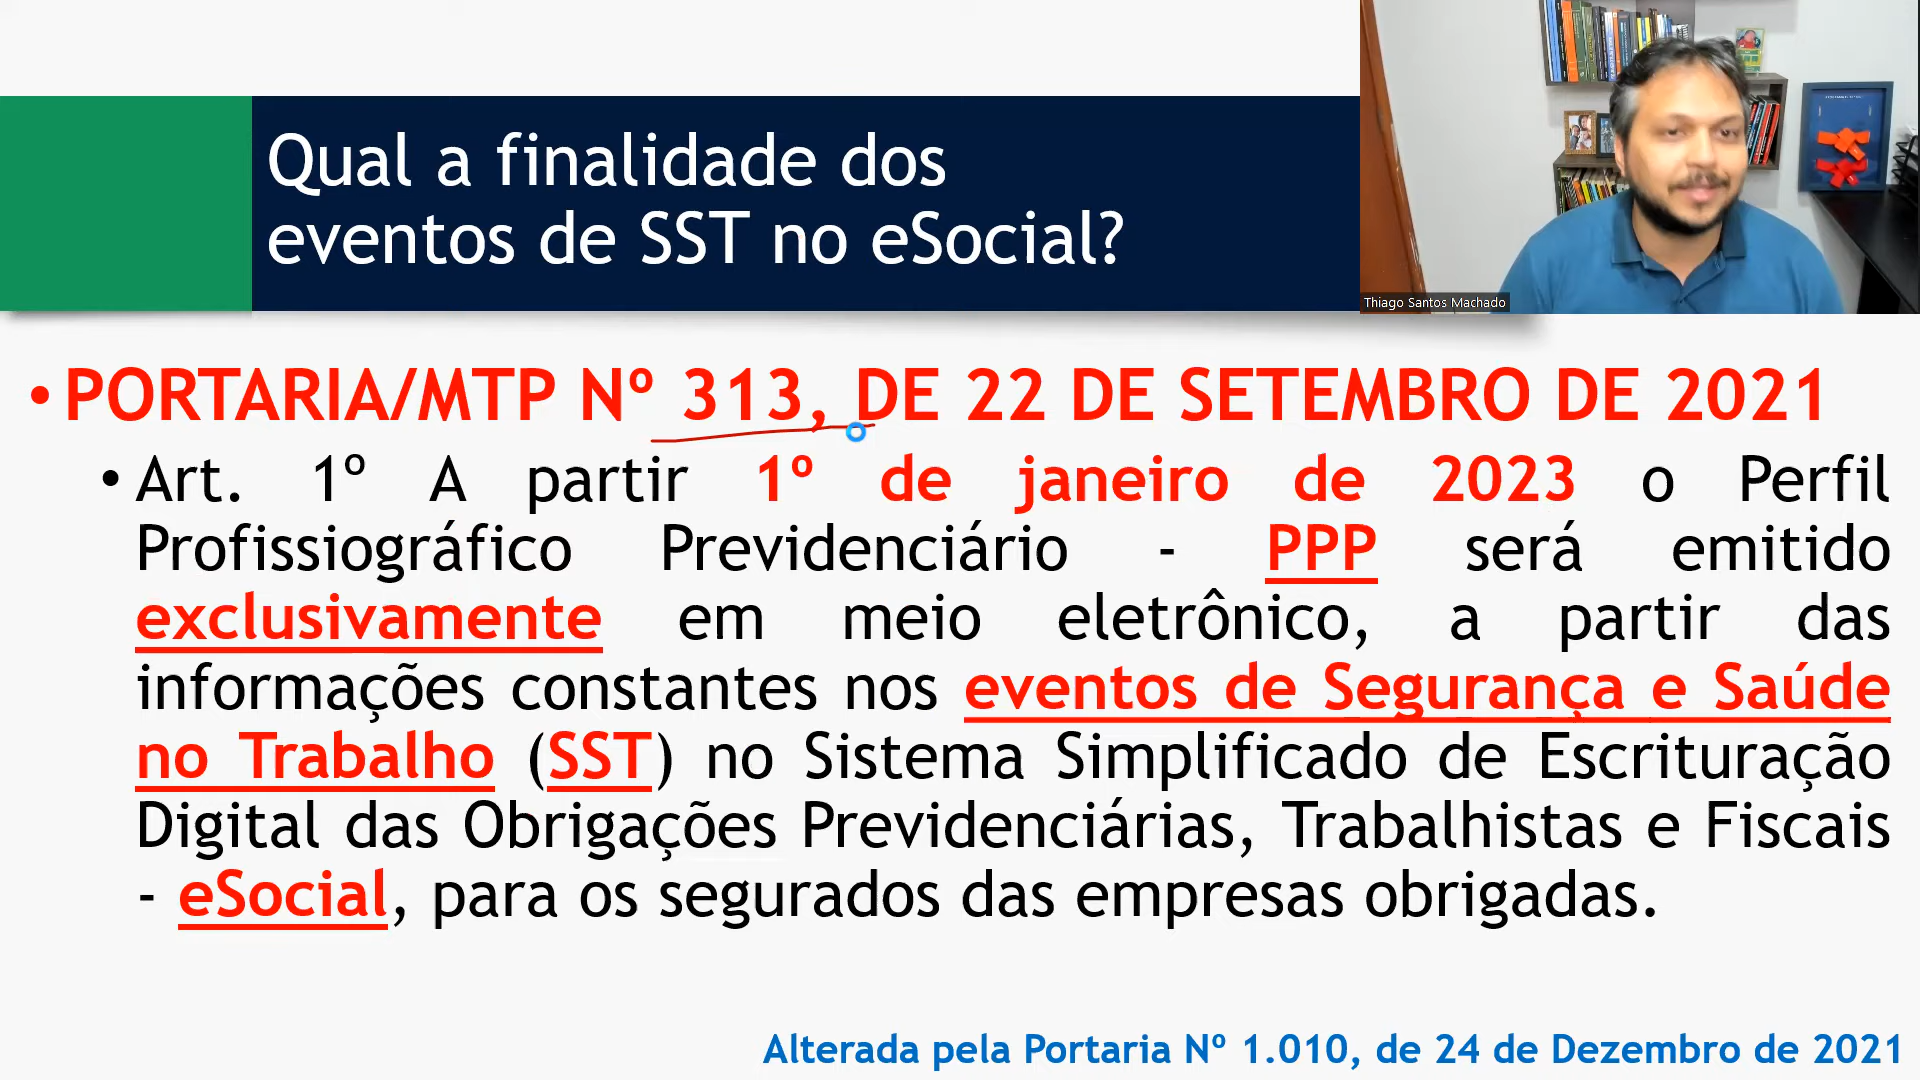 Qual a finalidade dos
eventos de SST no eSocial?
Thiago Santos Machado
• PORTARIA/MTP Nº 313, DE 22 DE SETEMBRO DE 2021
• Art. 1º A partir 1º de janeiro de 2023 o Perfil
Profissiográfico Previdenciário - PPP será emitido
exclusivamente em meio eletrônico, a partir das
informações constantes nos eventos de Segurança e Saúde
no Trabalho (SST) no Sistema Simplificado de Escrituração
Digital das Obrigações Previdenciárias, Trabalhistas e Fiscais
- eSocial, para os segurados das empresas obrigadas.
Alterada pela Portaria Nº 1.010, de 24 de Dezembro de 2021